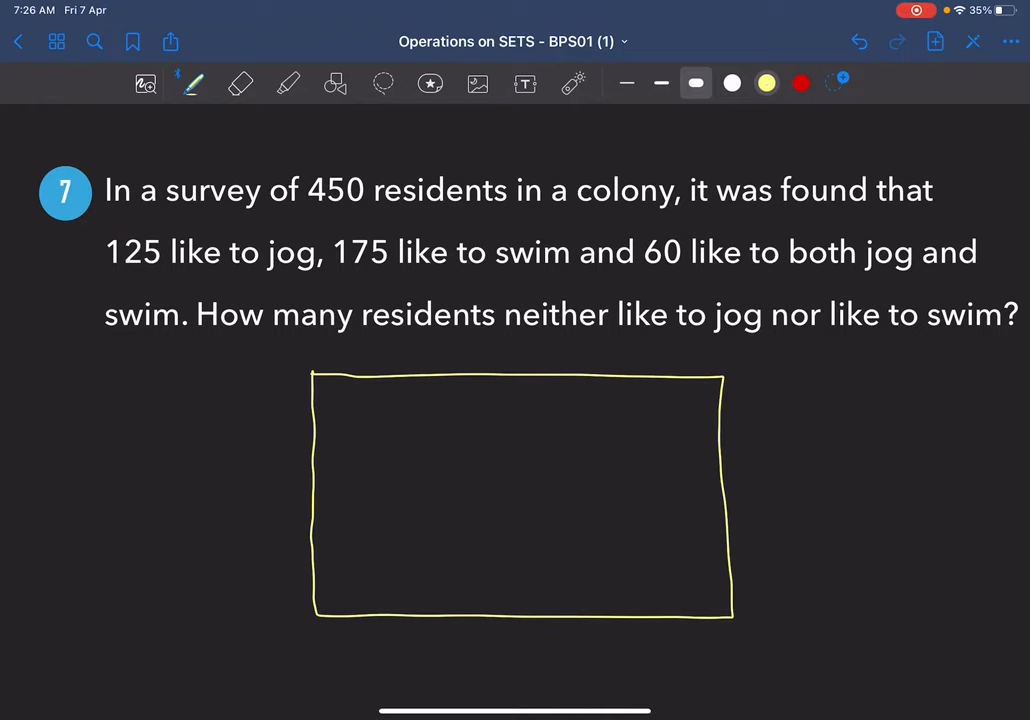 7:26 AM Fri 7 Apr
35%
Operations on SETS - BPS01 (1)
T
7 In a survey of 450 residents in a colony, it was found that
125 like to jog, 175 like to swim and 60 like to both jog and
swim. How many residents neither like to jog nor like to swim?